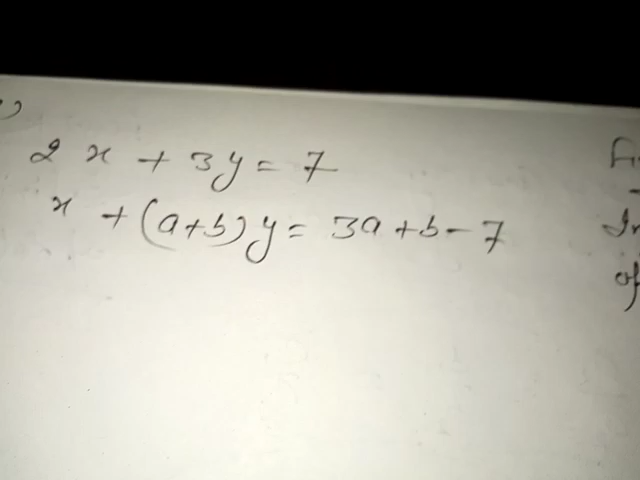 2x + 3y = 7
x + (a+b) y = 3a + b - 7